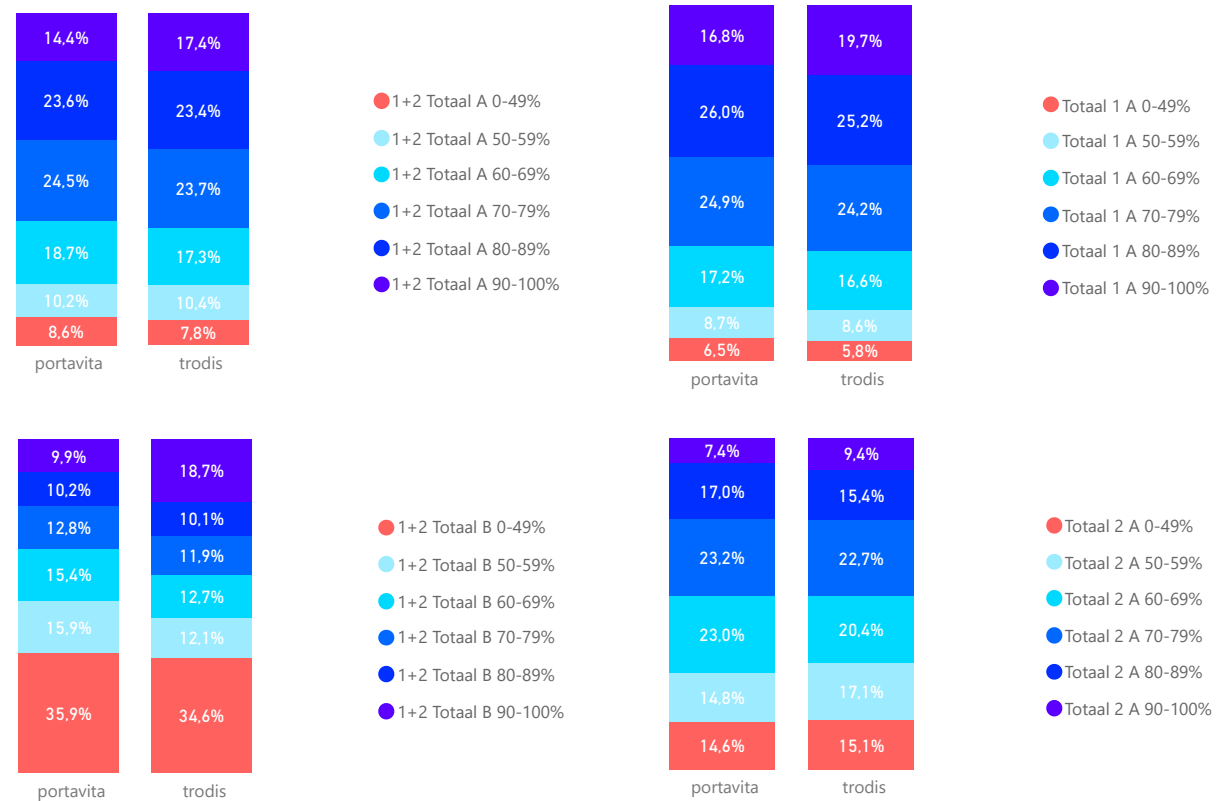 14,4%
23,6%
24,5%
18,7%
10,2%
8,6%
portavita
17,4%
23,4%
23,7%
17,3%
10,4%
7,8%
trodis
1+2 Totaal A 0-49%
1+2 Totaal A 50-59%
1+2 Totaal A 60-69%
1+2 Totaal A 70-79%
1+2 Totaal A 80-89%
1+2 Totaal A 90-100%
16,8%
26,0%
24,9%
17,2%
8,7%
6,5%
portavita
19,7%
25,2%
24,2%
16,6%
8,6%
5,8%
trodis
Totaal 1 A 0-49%
Totaal 1 A 50-59%
Totaal 1 A 60-69%
Totaal 1 A 70-79%
Totaal 1 A 80-89%
Totaal 1 A 90-100%
9,9%
10,2%
12,8%
15,4%
15,9%
35,9%
portavita
18,7%
10,1%
11,9%
12,7%
12,1%
34,6%
trodis
1+2 Totaal B 0-49%
1+2 Totaal B 50-59%
1+2 Totaal B 60-69%
1+2 Totaal B 70-79%
1+2 Totaal B 80-89%
1+2 Totaal B 90-100%
7,4%
17,0%
23,2%
23,0%
14,8%
14,6%
portavita
9,4%
15,4%
22,7%
20,4%
17,1%
15,1%
trodis
Totaal 2 A 0-49%
Totaal 2 A 50-59%
Totaal 2 A 60-69%
Totaal 2 A 70-79%
Totaal 2 A 80-89%
Totaal 2 A 90-100%